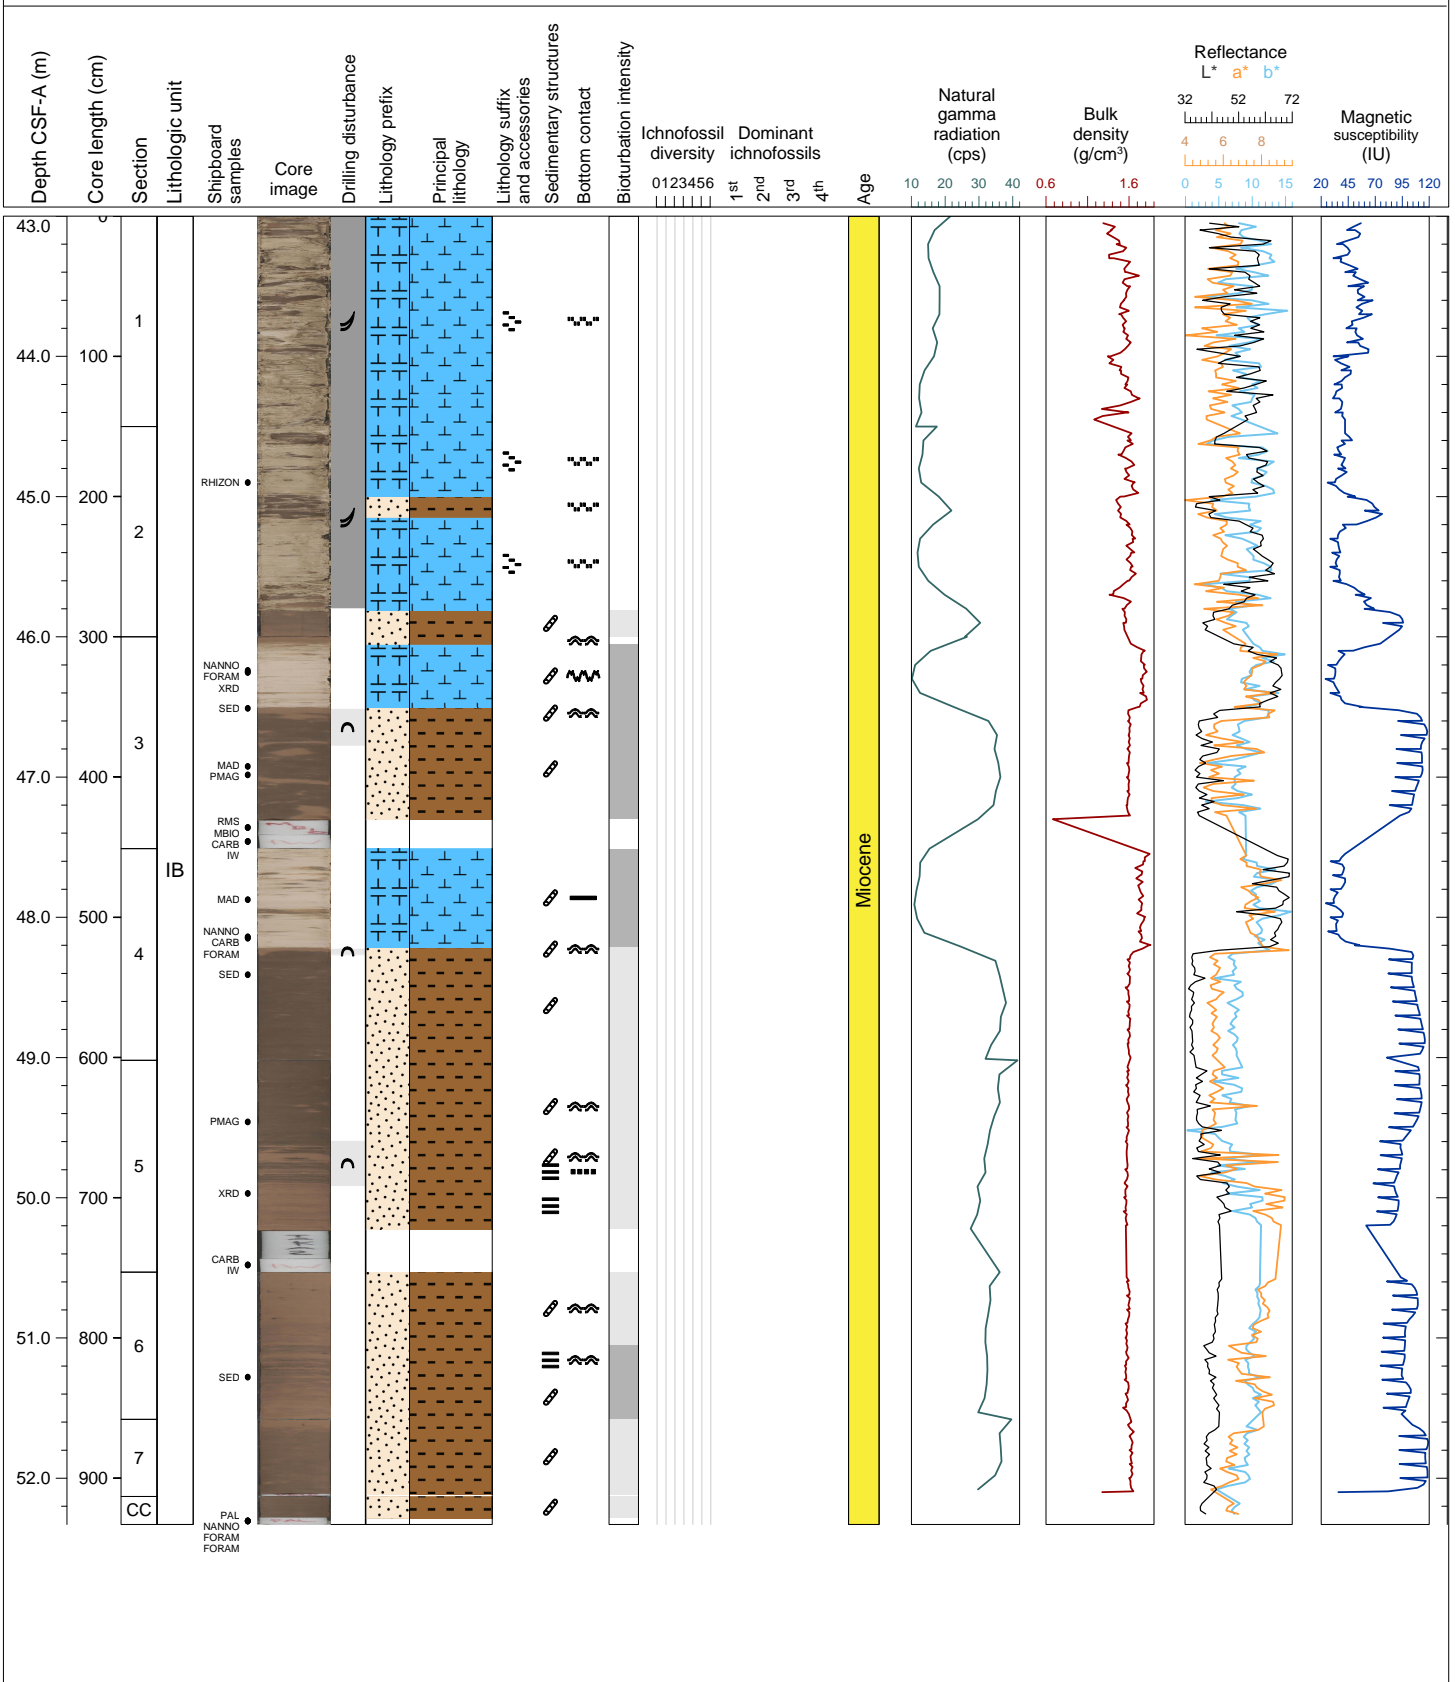 Depth CSF-A (m)
Core length (cm)
Section
Lithologic unit
Shipboard
samples
Core
image
Drilling disturbance
Lithology prefix
Principal
lithology
Lithology suffix
and accessories
Sedimentary structures
Bottom contact
Bioturbation intensity
Ichnofossil
diversity
0123456
Dominant
ichnofossils
1st
2nd
3rd
4th
Age
Natural
gamma
radiation
(cps)
10 20 30 40
Bulk
density
(g/cm³)
0.6 1.6
Reflectance
L* a* b*
32 52 72
4 6 8
0 5 10 15
Magnetic
susceptibility
(IU)
20 45 70 95 120
43.0 0
1
44.0 100
RHIZON
45.0 200
2
46.0 300
NANNO
FORAM
XRD
SED
3
MAD
47.0 400
PMAG
RMS
MBIO
CARB
IW
IB
Miocene
MAD
48.0 500
NANNO
CARB
4
FORAM
SED
49.0 600
PMAG
5
XRD
50.0 700
CARB
IW
51.0 800
6
SED
7
52.0 900
CC
PAL
NANNO
FORAM
FORAM